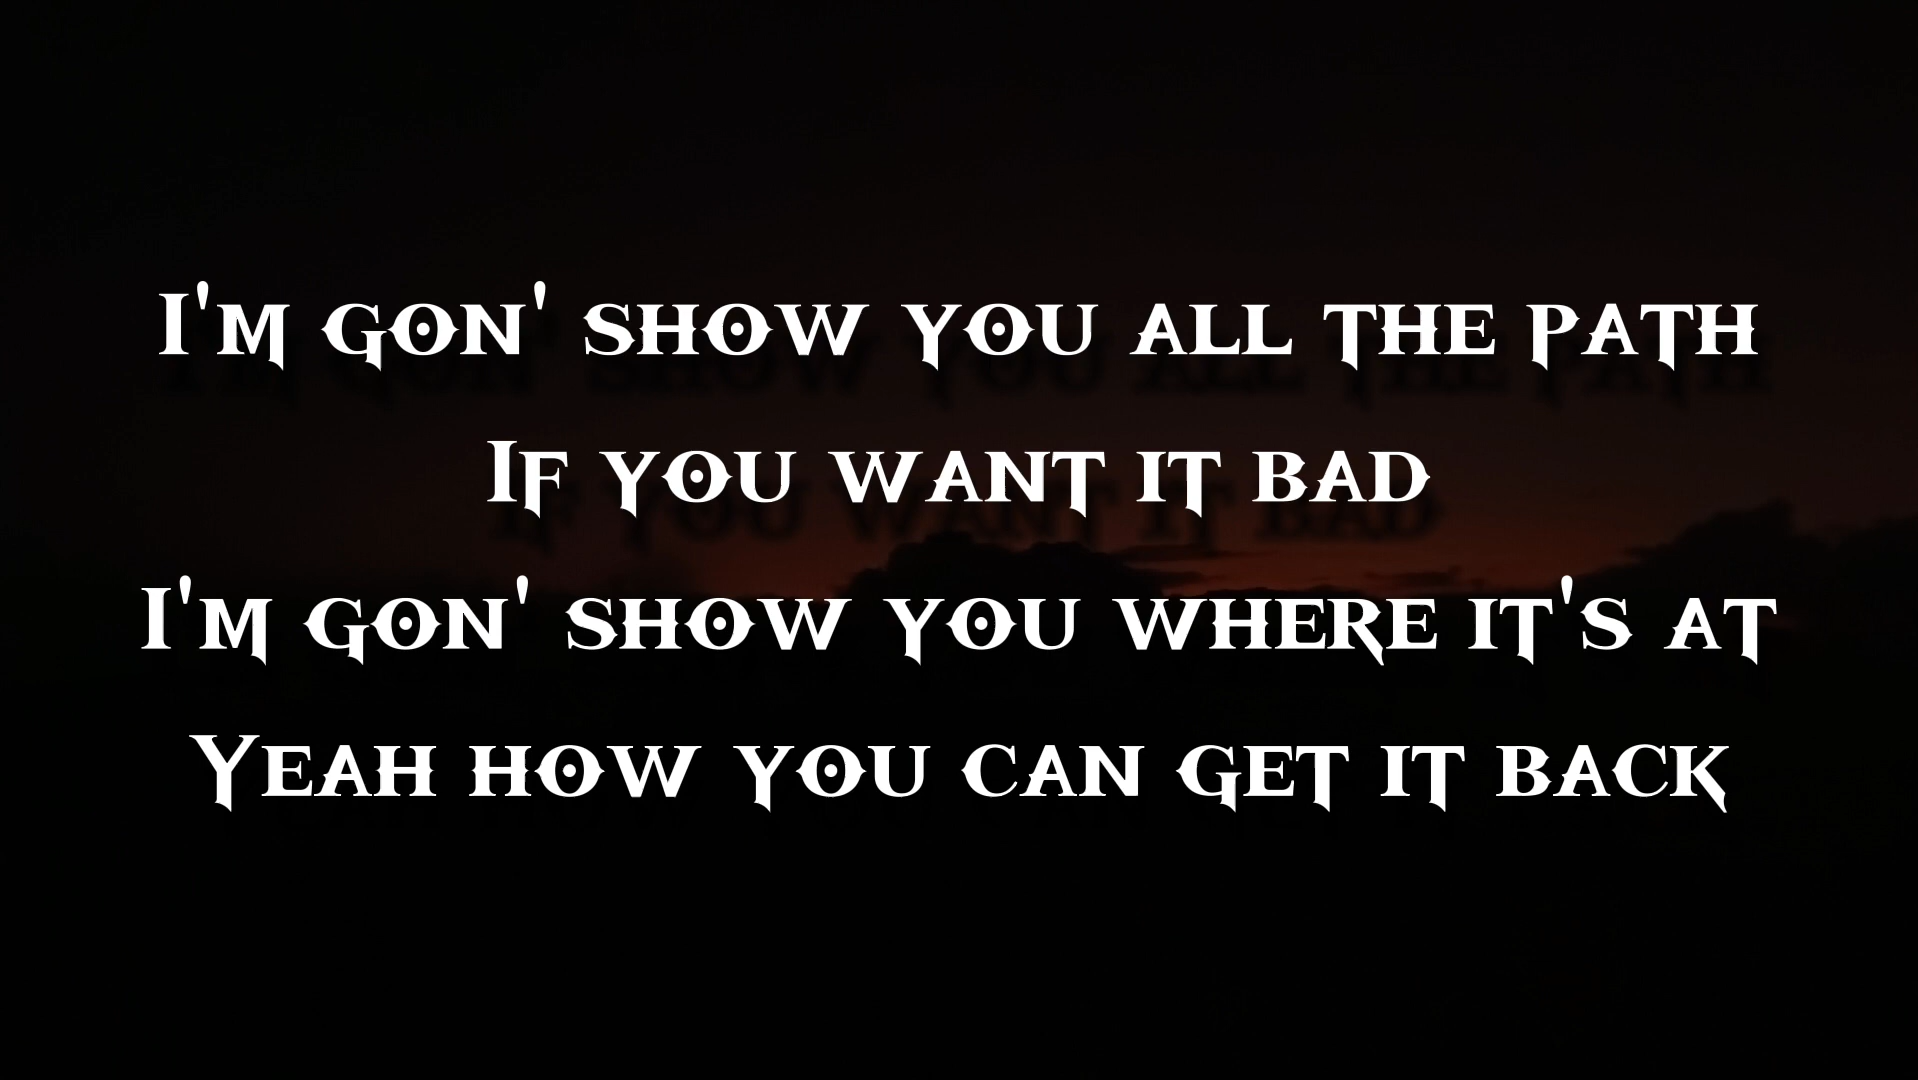 I'm gon' show you all the path
If you want it bad
I'm gon' show you where it's at
Yeah how you can get it back